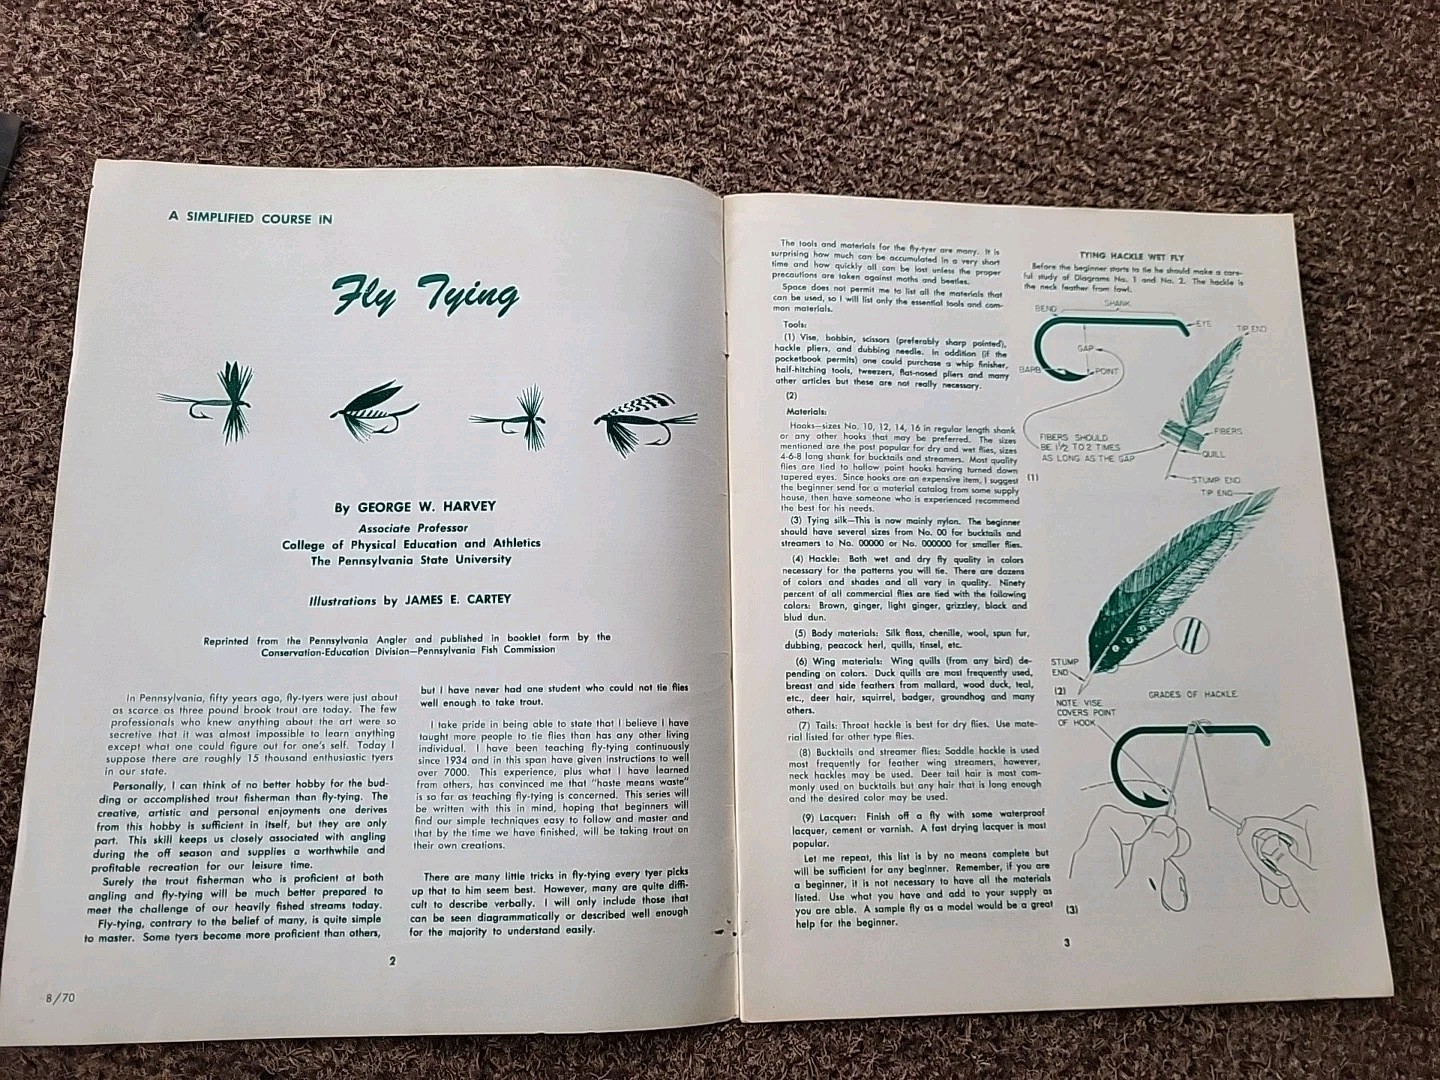 A SIMPLIFIED COURSE IN
Fly Tying
By GEORGE W. HARVEY
Associate Professor
College of Physical Education and Athletics
The Pennsylvania State University
Illustrations by JAMES E. CARTEY
Reprinted from the Pennsylvania Angler and published in booklet form by the
Conservation-Education Division—Pennsylvania Fish Commission
In Pennsylvania, fifty years ago, fly-tyers were just about
as scarce as three pound brook trout are today. The few
professionals who knew anything about the art were so
secretive that it was almost impossible to learn anything
except what one could figure out for one's self. Today I
suppose there are roughly 15 thousand enthusiastic tyers
in our state.
Personally, I can think of no better hobby for the bud-
ding or accomplished trout fisherman than fly-tying. The
creative, artistic and personal enjoyments one derives
from this hobby is sufficient in itself, but they are only
part. This skill keeps us closely associated with angling
during the off season and supplies a worthwhile and
profitable recreation for our leisure time.
Surely the trout fisherman who is proficient at both
angling and fly-tying will be much better prepared to
meet the challenge of our heavily fished streams today.
Fly-tying, contrary to the belief of many, is quite simple
to master. Some tyers become more proficient than others,
but I have never had one student who could not tie flies
well enough to take trout.
I take pride in being able to state that I believe I have
taught more people to tie flies than has any other living
individual. I have been teaching fly-tying continuously
since 1934 and in this span have given instructions to well
over 7000. This experience, plus what I have learned
from others, has convinced me that "haste means waste"
is so far as teaching fly-tying is concerned. This series will
be written with this in mind, hoping that beginners will
find our simple techniques easy to follow and master and
that by the time we have finished, will be taking trout on
their own creations.
There are many little tricks in fly-tying every tyer picks
up that to him seem best. However, many are quite diffi-
cult to describe verbally. I will only include those that
can be seen diagrammatically or described well enough
for the majority to understand easily.
2
8/70
The tools and materials for the fly-tyer are many. It is
surprising how much can be accumulated in a very short
time and how quickly all can be lost unless the proper
precautions are taken against moths and beetles.
Space does not permit me to list all the materials that
can be used, so I will list only the essential tools and com-
mon materials.
Tools:
(1) Vise, bobbin, scissors (preferably sharp pointed),
hackle pliers, and dubbing needle. In addition (if the
pocketbook permits) one could purchase a whip finisher,
half-hitching tools, tweezers, flat-nosed pliers and many
other articles but these are not really necessary.
(2)
Materials:
Hooks—sizes No. 10, 12, 14, 16 in regular length shank
or any other hooks that may be preferred. The sizes
mentioned are the most popular for dry and wet flies, sizes
4-6-8 long shank for bucktails and streamers. Most quality
flies are tied to hollow point hooks having turned down
tapered eyes. Since hooks are an expensive item, I suggest
the beginner send for a material catalog from some supply
house, then have someone who is experienced recommend
the best for his needs.
(3) Tying silk—This is now mainly nylon. The beginner
should have several sizes from No. 00 for bucktails and
streamers to No. 00000 or No. 000000 for smaller flies.
(4) Hackle: Both wet and dry fly quality in colors
necessary for the patterns you will tie. There are dozens
of colors and shades and all vary in quality. Ninety
percent of all commercial flies are tied with the following
colors: Brown, ginger, light ginger, grizzley, black and
blud dun.
(5) Body materials: Silk floss, chenille, wool, spun fur,
dubbing, peacock herl, quills, tinsel, etc.
(6) Wing materials: Wing quills (from any bird) de-
pending on colors. Duck quills are most frequently used,
breast and side feathers from mallard, wood duck, teal,
etc., deer hair, squirrel, badger, groundhog and many
others.
(7) Tails: Throat hackle is best for dry flies. Use mate-
rial listed for other type flies.
(8) Bucktails and streamer flies: Saddle hackle is used
most frequently for feather wing streamers, however,
neck hackles may be used. Deer tail hair is most com-
monly used on bucktails but any hair that is long enough
and the desired color may be used.
(9) Lacquer: Finish off a fly with some waterproof
lacquer, cement or varnish. A fast drying lacquer is most
popular.
Let me repeat, this list is by no means complete but
will be sufficient for any beginner. Remember, if you are
a beginner, it is not necessary to have all the materials
listed. Use what you have and add to your supply as
you are able. A sample fly as a model would be a great
help for the beginner.
TYING HACKLE WET FLY
Before the beginner starts to tie he should make a care-
ful study of Diagrams No. 1 and No. 2. The hackle is
the neck feather from fowl.
SHANK
BEND
EYE
TIP END
GAP
BARB
POINT
FIBERS
FIBERS SHOULD
BE 1½ TO 2 TIMES
AS LONG AS THE GAP
QUILL
(1)
STUMP END
TIP END
STUMP
END
(2)
GRADES OF HACKLE
NOTE: VISE
COVERS POINT
OF HOOK
(3)
3